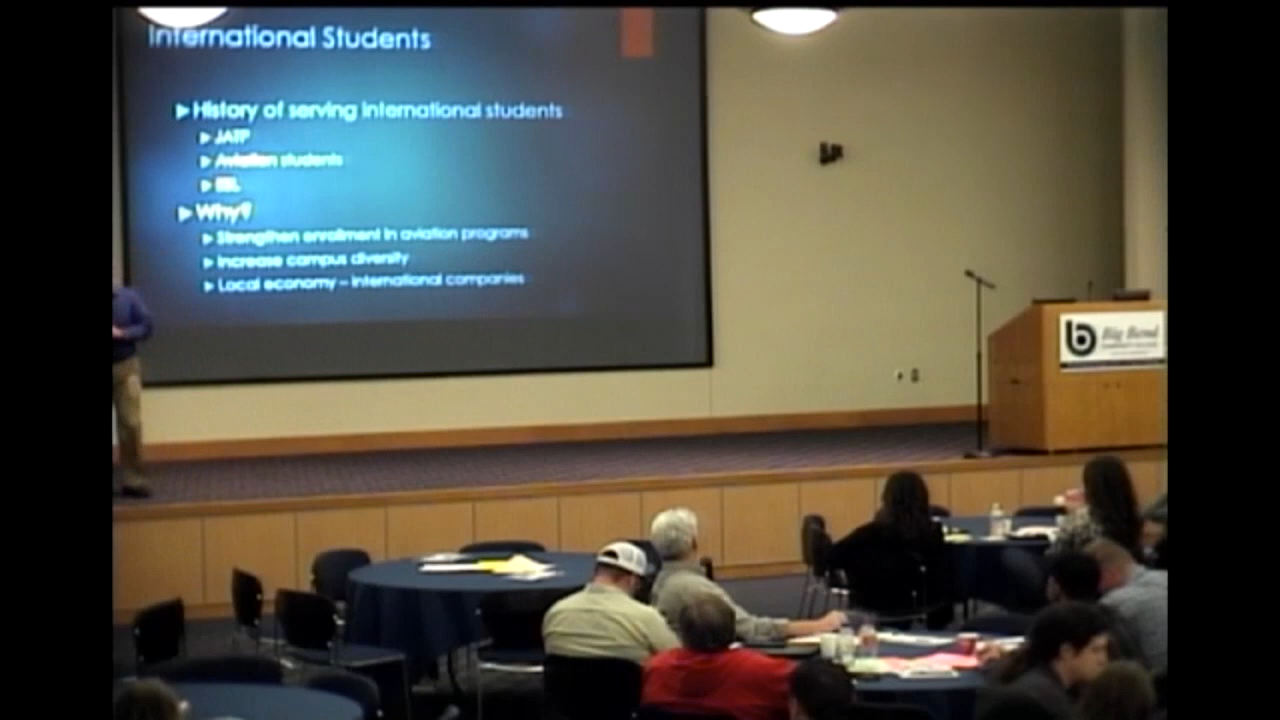 International Students
History of serving international students
JATP
Aviation students
ESL
Why?
Strengthen enrollment in aviation programs
Increase campus diversity
Local economy – international companies
b Big Bend